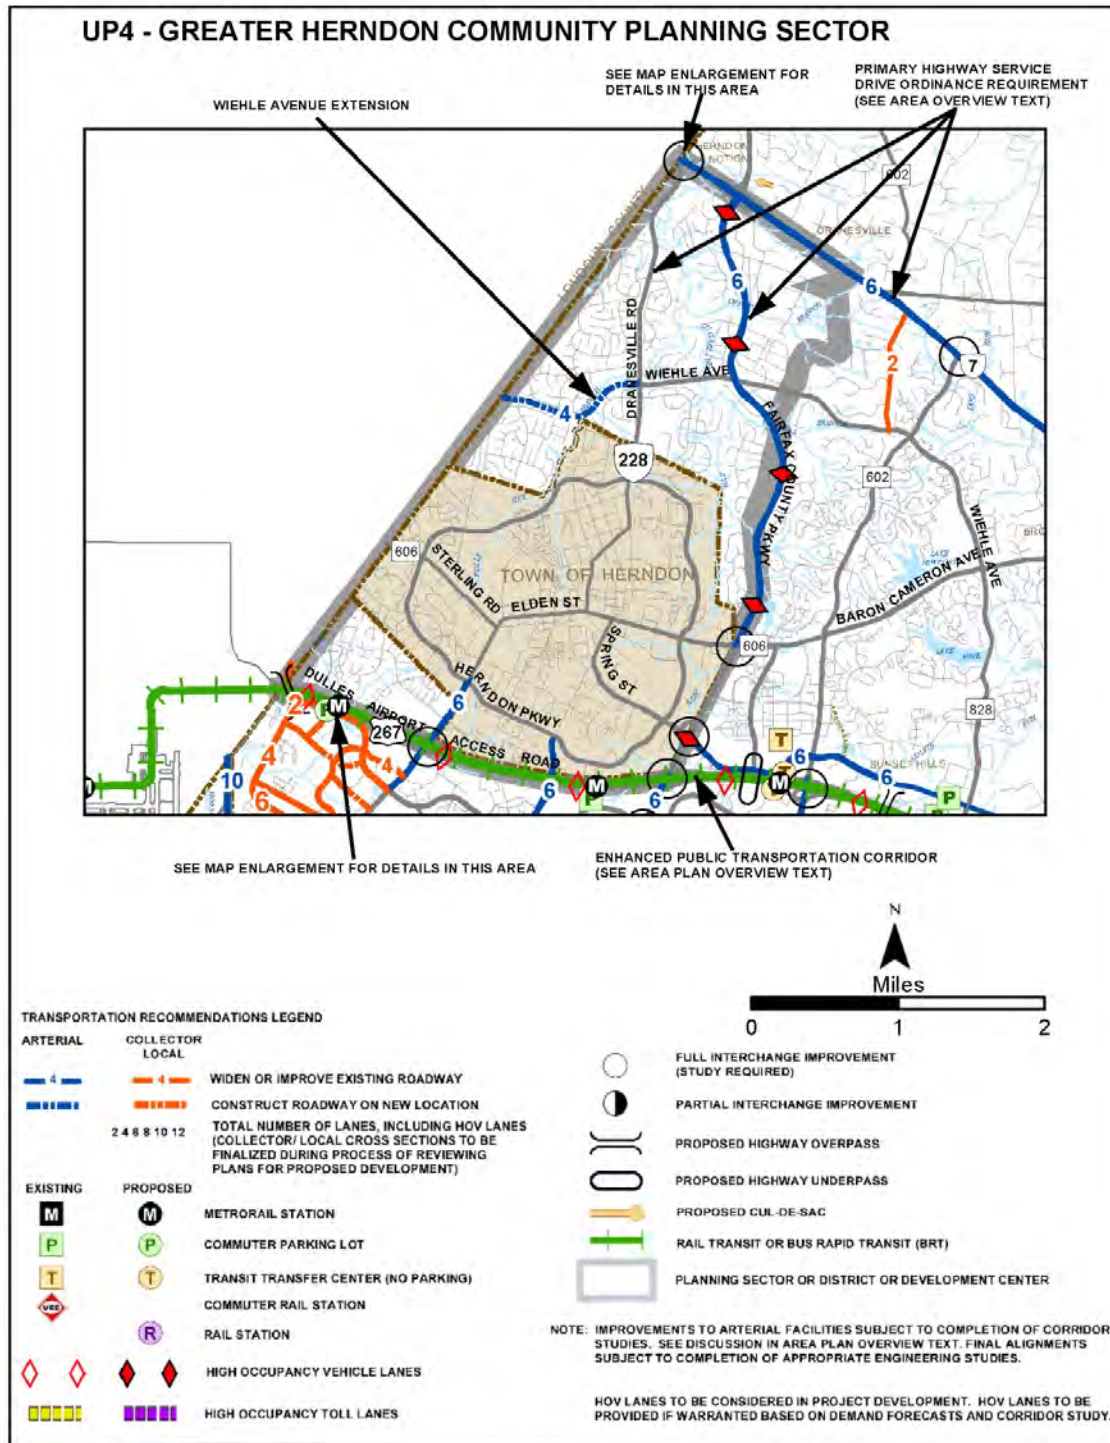 UP4 - GREATER HERNDON COMMUNITY PLANNING SECTOR
SEE MAP ENLARGEMENT FOR
DETAILS IN THIS AREA
PRIMARY HIGHWAY SERVICE
DRIVE ORDINANCE REQUIREMENT
(SEE AREA OVERVIEW TEXT)
WIEHLE AVENUE EXTENSION
LOUDOUN COUNTY
602
DRANESVILLE
6
6
DRANESVILLE RD
2
7
WIEHLE AVE
4
FAIRFAX COUNTY PKWY
228
602
WIEHLE AVE
606
STERLING RD
TOWN OF HERNDON
ELDEN ST
BARON CAMERON AVE
SPRING ST
606
HERNDON PKWY
6
828
DULLES AIRPORT ACCESS ROAD
2
P
M
267
T
4
4
10
6
6
M
P
6
M
6
6
SUNSET HILLS
P
SEE MAP ENLARGEMENT FOR DETAILS IN THIS AREA
ENHANCED PUBLIC TRANSPORTATION CORRIDOR
(SEE AREA PLAN OVERVIEW TEXT)
N
Miles
0 1 2
TRANSPORTATION RECOMMENDATIONS LEGEND
ARTERIAL
COLLECTOR
LOCAL
4 4 WIDEN OR IMPROVE EXISTING ROADWAY
CONSTRUCT ROADWAY ON NEW LOCATION
2 4 6 8 10 12 TOTAL NUMBER OF LANES, INCLUDING HOV LANES
(COLLECTOR/ LOCAL CROSS SECTIONS TO BE
FINALIZED DURING PROCESS OF REVIEWING
PLANS FOR PROPOSED DEVELOPMENT)
EXISTING PROPOSED
M M METRORAIL STATION
P P COMMUTER PARKING LOT
T T TRANSIT TRANSFER CENTER (NO PARKING)
VRE COMMUTER RAIL STATION
R RAIL STATION
HIGH OCCUPANCY VEHICLE LANES
HIGH OCCUPANCY TOLL LANES
FULL INTERCHANGE IMPROVEMENT
(STUDY REQUIRED)
PARTIAL INTERCHANGE IMPROVEMENT
PROPOSED HIGHWAY OVERPASS
PROPOSED HIGHWAY UNDERPASS
PROPOSED CUL-DE-SAC
RAIL TRANSIT OR BUS RAPID TRANSIT (BRT)
PLANNING SECTOR OR DISTRICT OR DEVELOPMENT CENTER
NOTE: IMPROVEMENTS TO ARTERIAL FACILITIES SUBJECT TO COMPLETION OF CORRIDOR
STUDIES. SEE DISCUSSION IN AREA PLAN OVERVIEW TEXT. FINAL ALIGNMENTS
SUBJECT TO COMPLETION OF APPROPRIATE ENGINEERING STUDIES.
HOV LANES TO BE CONSIDERED IN PROJECT DEVELOPMENT. HOV LANES TO BE
PROVIDED IF WARRANTED BASED ON DEMAND FORECASTS AND CORRIDOR STUDY.